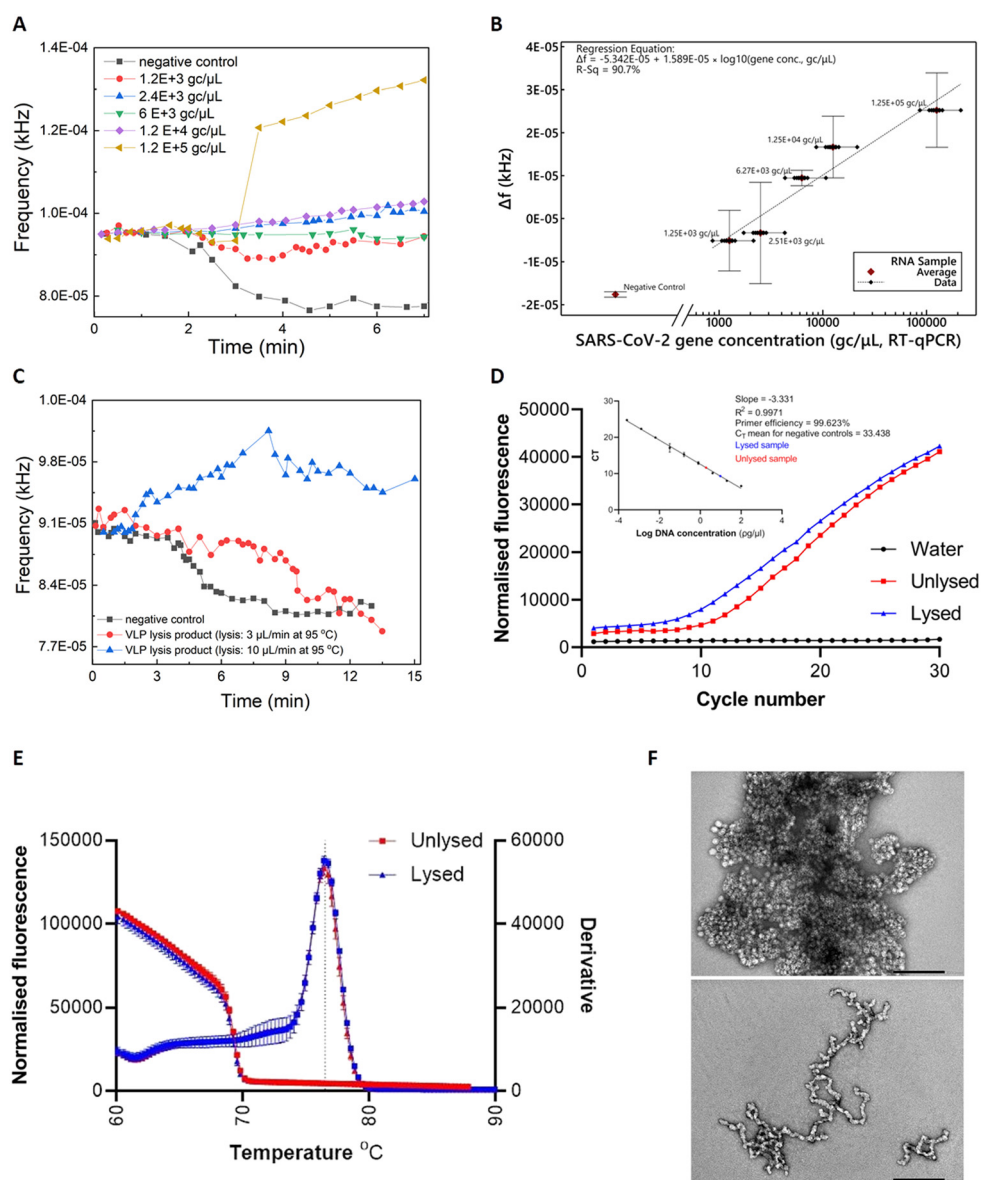 A
1.4E-04
1.2E-04
1.0E-04
8.0E-05
Frequency (kHz)
negative control
1.2E+3 gc/µL
2.4E+3 gc/µL
6 E+3 gc/µL
1.2 E+4 gc/µL
1.2 E+5 gc/µL
0 2 4 6
Time (min)
B
4E-05
3E-05
2E-05
1E-05
0E-05
-1E-05
-2E-05
Δf (kHz)
Regression Equation:
Δf = -5.342E-05 + 1.589E-05 × log10(gene conc., gc/µL)
R-Sq = 90.7%
1.25E+05 gc/µL
1.25E+04 gc/µL
6.27E+03 gc/µL
1.25E+03 gc/µL
2.51E+03 gc/µL
Negative Control
RNA Sample
Average
Data
1000 10000 100000
SARS-CoV-2 gene concentration (gc/µL, RT-qPCR)
C
1.0E-04
9.8E-05
9.1E-05
8.4E-05
7.7E-05
Frequency (kHz)
negative control
VLP lysis product (lysis: 3 µL/min at 95 °C)
VLP lysis product (lysis: 10 µL/min at 95 °C)
0 3 6 9 12 15
Time (min)
D
50000
40000
30000
20000
10000
0
Normalised fluorescence
30
20
10
0
CT
-4 -2 0 2 4
Log DNA concentration (pg/µl)
Slope = -3.331
R² = 0.9971
Primer efficiency = 99.623%
CT mean for negative controls = 33.438
Lysed sample
Unlysed sample
Water
Unlysed
Lysed
0 10 20 30
Cycle number
E
150000
100000
50000
0
Normalised fluorescence
Unlysed
Lysed
60000
40000
20000
0
Derivative
60 70 80 90
Temperature °C
F